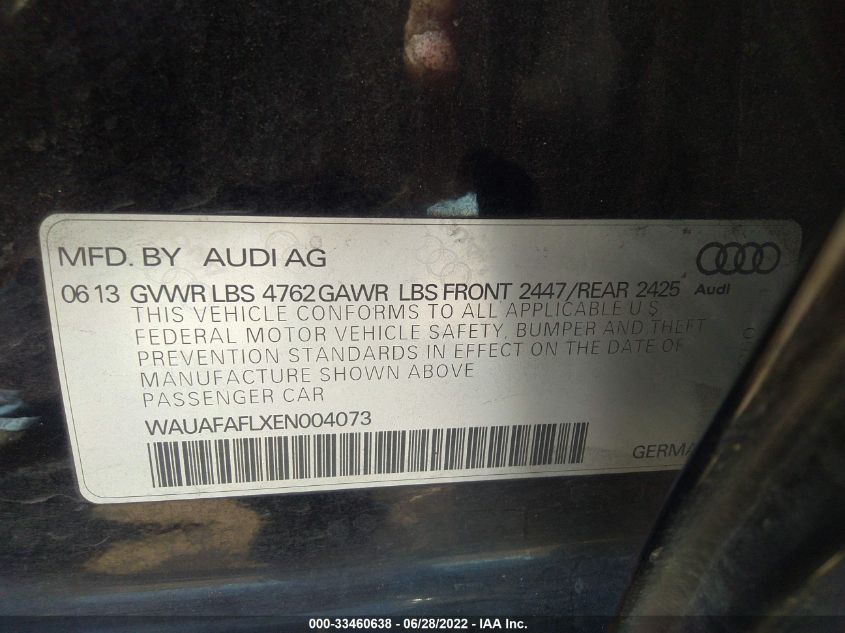 MFD. BY AUDI AG
06 13 GVWR LBS 4762 GAWR LBS FRONT 2447/REAR 2425
Audi
THIS VEHICLE CONFORMS TO ALL APPLICABLE U.S.
FEDERAL MOTOR VEHICLE SAFETY, BUMPER AND THEFT
PREVENTION STANDARDS IN EFFECT ON THE DATE OF
MANUFACTURE SHOWN ABOVE
PASSENGER CAR
WAUAFAFLXEN004073
GERMA
000-33460638 - 06/28/2022 - IAA Inc.